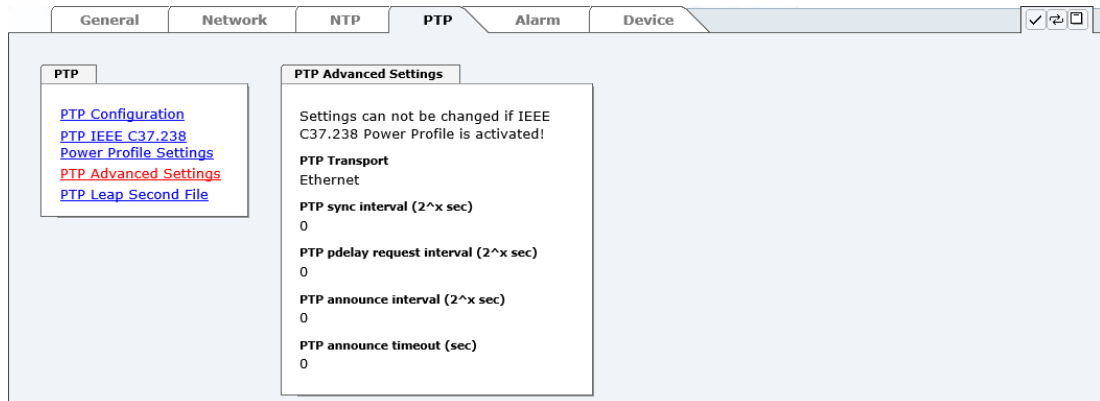 General
Network
NTP
PTP
Alarm
Device
PTP
PTP Configuration
PTP IEEE C37.238
Power Profile Settings
PTP Advanced Settings
PTP Leap Second File
PTP Advanced Settings
Settings can not be changed if IEEE
C37.238 Power Profile is activated!
PTP Transport
Ethernet
PTP sync interval (2^x sec)
0
PTP pdelay request interval (2^x sec)
0
PTP announce interval (2^x sec)
0
PTP announce timeout (sec)
0